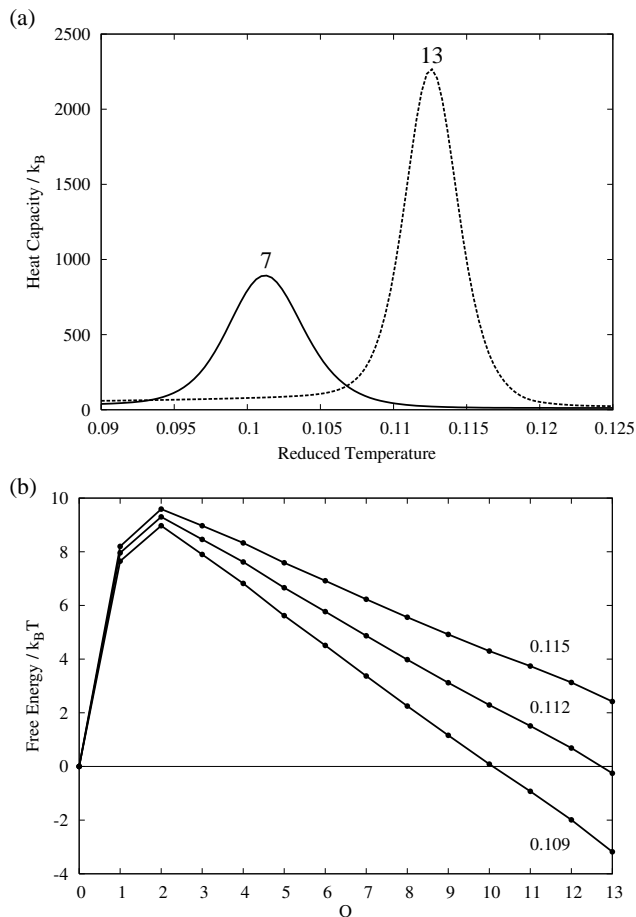 (a)
2500
2000
1500
1000
500
0
Heat Capacity / k_B
13
7
0.09 0.095 0.1 0.105 0.11 0.115 0.12 0.125
Reduced Temperature
(b)
10
8
6
4
2
0
-2
-4
Free Energy / k_BT
0.115
0.112
0.109
0 1 2 3 4 5 6 7 8 9 10 11 12 13
Q